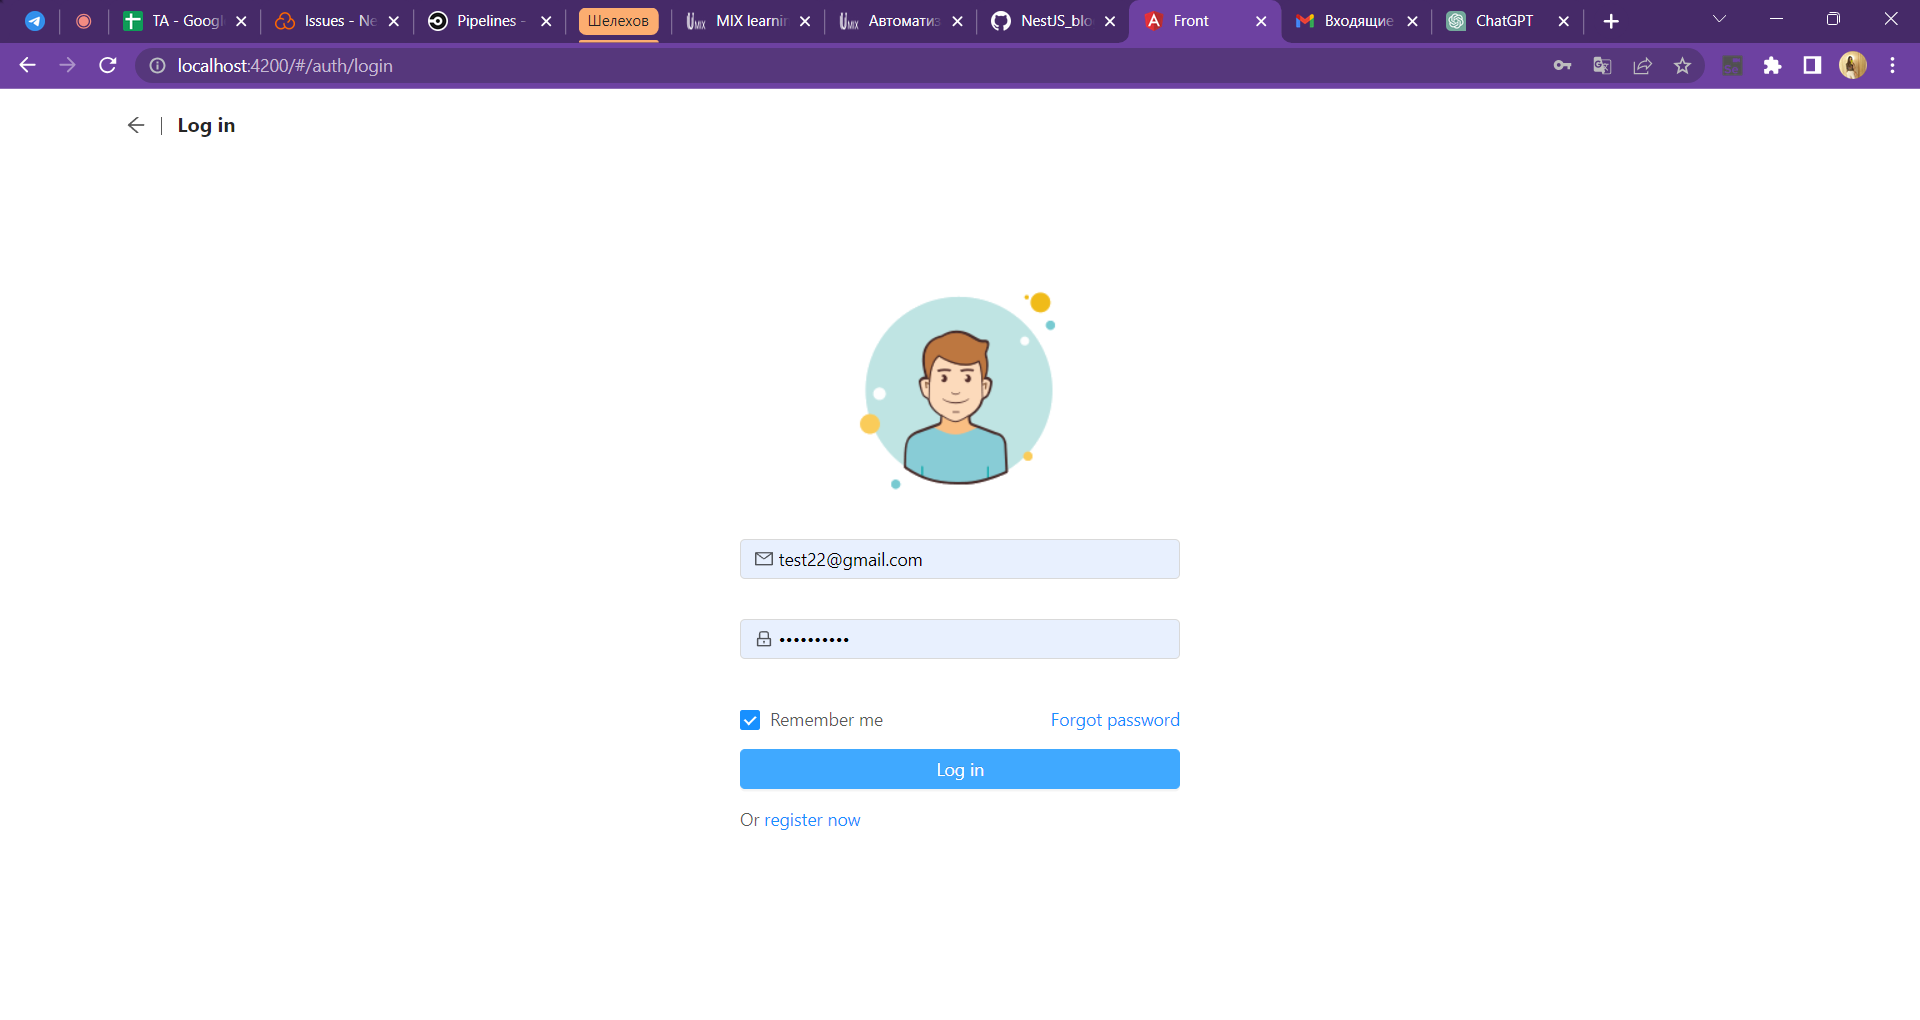 TA - Googl
Issues - Ne
Pipelines -
Шелехов
MIX learnin
Автоматиз
NestJS_blo
Front
Входящие
ChatGPT
localhost:4200/#/auth/login
Log in
test22@gmail.com
Remember me
Forgot password
Log in
Or register now